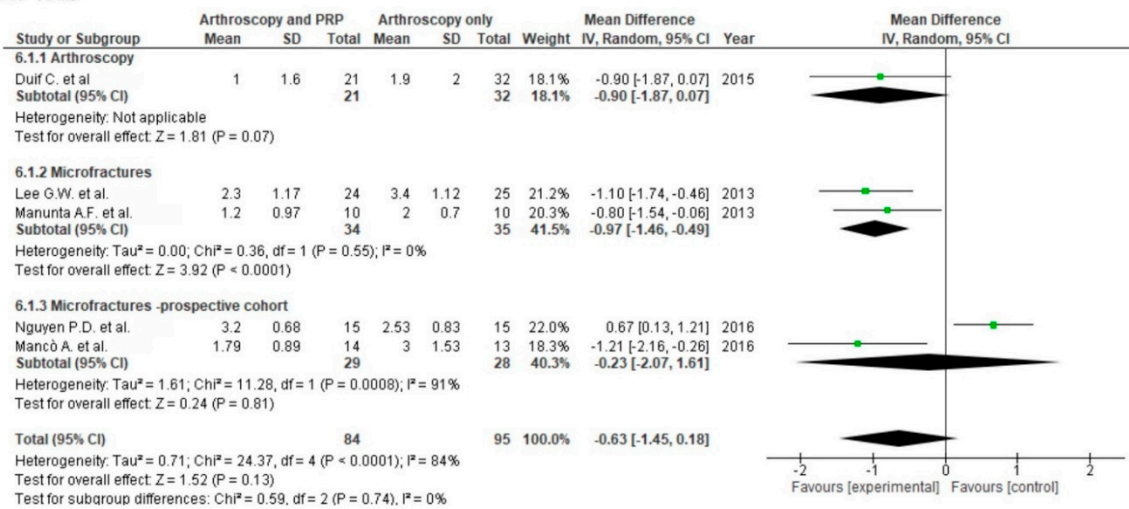 Arthroscopy and PRP Arthroscopy only Mean Difference Mean Difference
Study or Subgroup Mean SD Total Mean SD Total Weight IV, Random, 95% CI Year IV, Random, 95% CI
6.1.1 Arthroscopy
Duif C. et al 1 1.6 21 1.9 2 32 18.1% -0.90 [-1.87, 0.07] 2015
Subtotal (95% CI) 21 32 18.1% -0.90 [-1.87, 0.07]
Heterogeneity: Not applicable
Test for overall effect: Z = 1.81 (P = 0.07)
6.1.2 Microfractures
Lee G.W. et al. 2.3 1.17 24 3.4 1.12 25 21.2% -1.10 [-1.74, -0.46] 2013
Manunta A.F. et al. 1.2 0.97 10 2 0.7 10 20.3% -0.80 [-1.54, -0.06] 2013
Subtotal (95% CI) 34 35 41.5% -0.97 [-1.46, -0.49]
Heterogeneity: Tau² = 0.00; Chi² = 0.36, df = 1 (P = 0.55); I² = 0%
Test for overall effect: Z = 3.92 (P < 0.0001)
6.1.3 Microfractures -prospective cohort
Nguyen P.D. et al. 3.2 0.68 15 2.53 0.83 15 22.0% 0.67 [0.13, 1.21] 2016
Mancò A. et al. 1.79 0.89 14 3 1.53 13 18.3% -1.21 [-2.16, -0.26] 2016
Subtotal (95% CI) 29 28 40.3% -0.23 [-2.07, 1.61]
Heterogeneity: Tau² = 1.61; Chi² = 11.28, df = 1 (P = 0.0008); I² = 91%
Test for overall effect: Z = 0.24 (P = 0.81)
Total (95% CI) 84 95 100.0% -0.63 [-1.45, 0.18]
Heterogeneity: Tau² = 0.71; Chi² = 24.37, df = 4 (P < 0.0001); I² = 84%
Test for overall effect: Z = 1.52 (P = 0.13)
Test for subgroup differences: Chi² = 0.59, df = 2 (P = 0.74), I² = 0%
-2 -1 0 1 2
Favours [experimental] Favours [control]